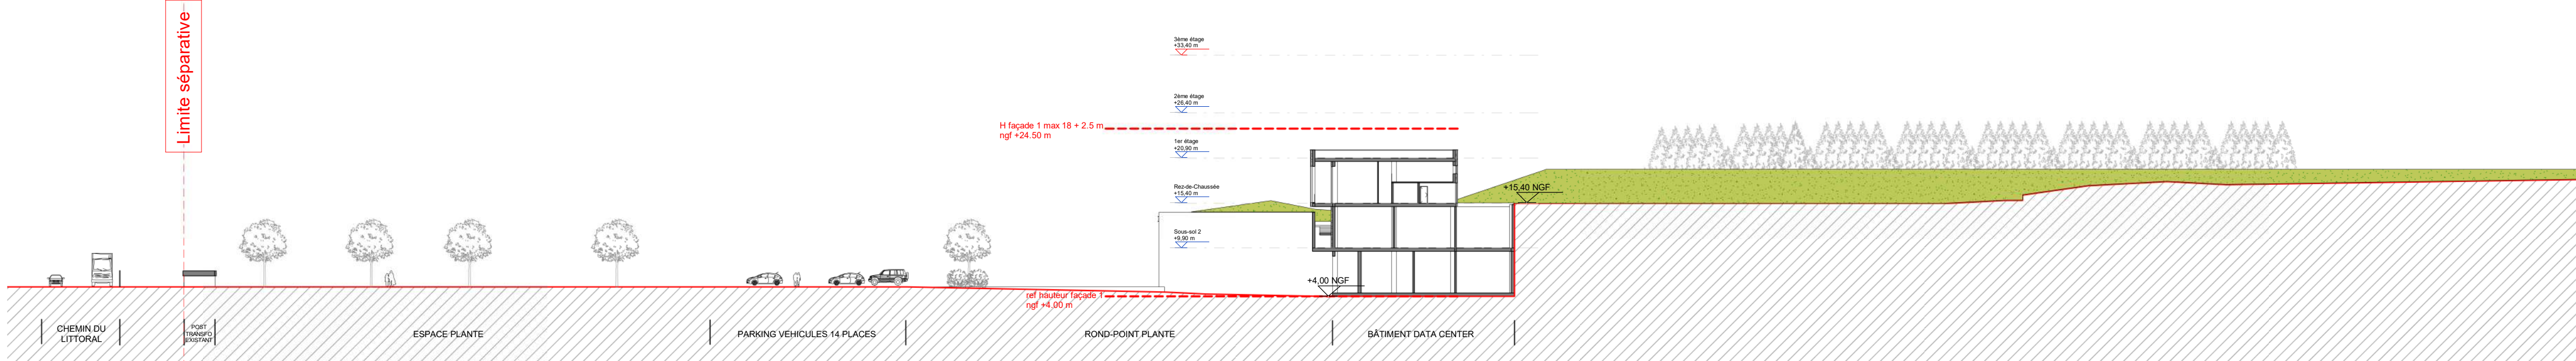 Limite séparative
3ème étage
+33,40 m
2ème étage
+26,40 m
H façade 1 max 18 + 2.5 m
ngf +24.50 m
1er étage
+20,90 m
Rez-de-Chaussée
+15,40 m
+15,40 NGF
Sous-sol 2
+9,90 m
+4,00 NGF
ref hauteur façade 1
ngf +4.00 m
CHEMIN DU
LITTORAL
POST
TRANSFO
EXISTANT
ESPACE PLANTE
PARKING VEHICULES 14 PLACES
ROND-POINT PLANTE
BÂTIMENT DATA CENTER